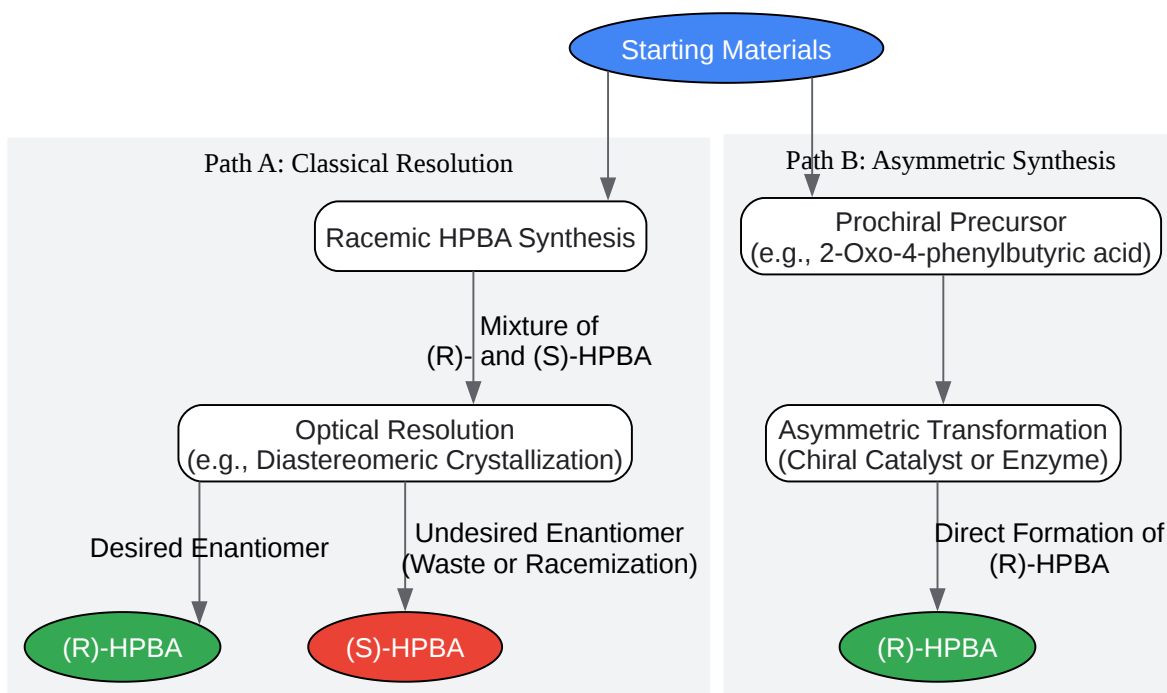 Starting Materials
Path A: Classical Resolution
Racemic HPBA Synthesis
Mixture of
(R)- and (S)-HPBA
Optical Resolution
(e.g., Diastereomeric Crystallization)
Desired Enantiomer
Undesired Enantiomer
(Waste or Racemization)
(R)-HPBA
(S)-HPBA
Path B: Asymmetric Synthesis
Prochiral Precursor
(e.g., 2-Oxo-4-phenylbutyric acid)
Asymmetric Transformation
(Chiral Catalyst or Enzyme)
Direct Formation of
(R)-HPBA
(R)-HPBA